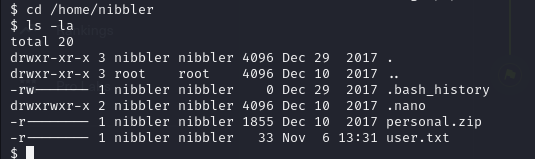 $ cd /home/nibbler
$ ls -la
total 20
drwxr-xr-x 3 nibbler nibbler 4096 Dec 29  2017 .
drwxr-xr-x 3 root    root    4096 Dec 10  2017 ..
-rw------- 1 nibbler nibbler    0 Dec 29  2017 .bash_history
drwxrwxr-x 2 nibbler nibbler 4096 Dec 10  2017 .nano
-r-------- 1 nibbler nibbler 1855 Dec 10  2017 personal.zip
-r-------- 1 nibbler nibbler   33 Nov  6 13:31 user.txt
$